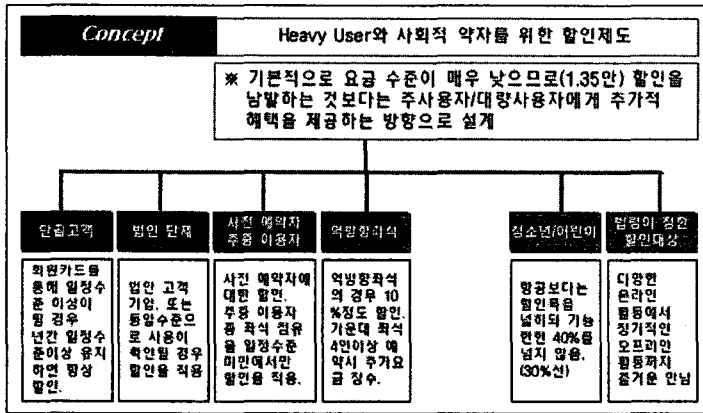 Concept
Heavy User와 사회적 약자를 위한 할인제도
※ 기본적으로 요금 수준이 매우 낮으므로(1.35만) 할인을
남발하는 것보다는 주사용자/대량사용자에게 추가적
혜택을 제공하는 방향으로 설계
단골고객
법인 단체
사전 예약자
주중 이용자
역방향좌석
청소년/어린이
법령이 정한
할인대상
회원카드를
통해 일정수
준 이상이
될 경우
년간 일정수
준이상 유지
하면 항상
할인.
법인 고객
기업, 또는
동일수준으
로 사용이
확인될 경우
할인을 적용
사전 예약자에
대한 할인.
주중 이용자
중 좌석 점유
율 일정수준
미만에서만
할인을 적용.
역방향좌석
의 경우 10
%정도 할인.
가운데 좌석
4인이상 예
약시 추가요
금 징수.
항공보다는
할인폭을
넓히되 가능
한한 40%를
넘지 않음.
(30%선)
다양한
온라인
활동에서
정기적인
오프라인
활동까지
즐거운 만남